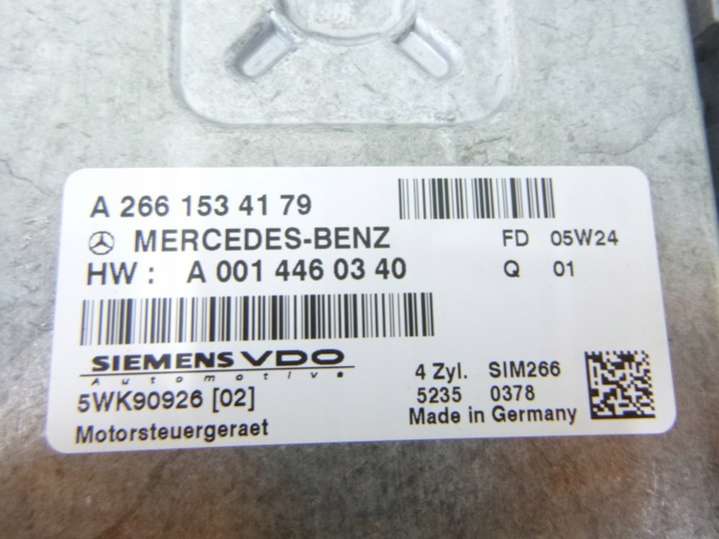 A 266 153 41 79
MERCEDES-BENZ FD 05W24
HW : A 001 446 03 40 Q 01
SIEMENS VDO
Automotive
4 Zyl. SIM266
5WK90926 [02] 5235 0378
Motorsteuergeraet Made in Germany